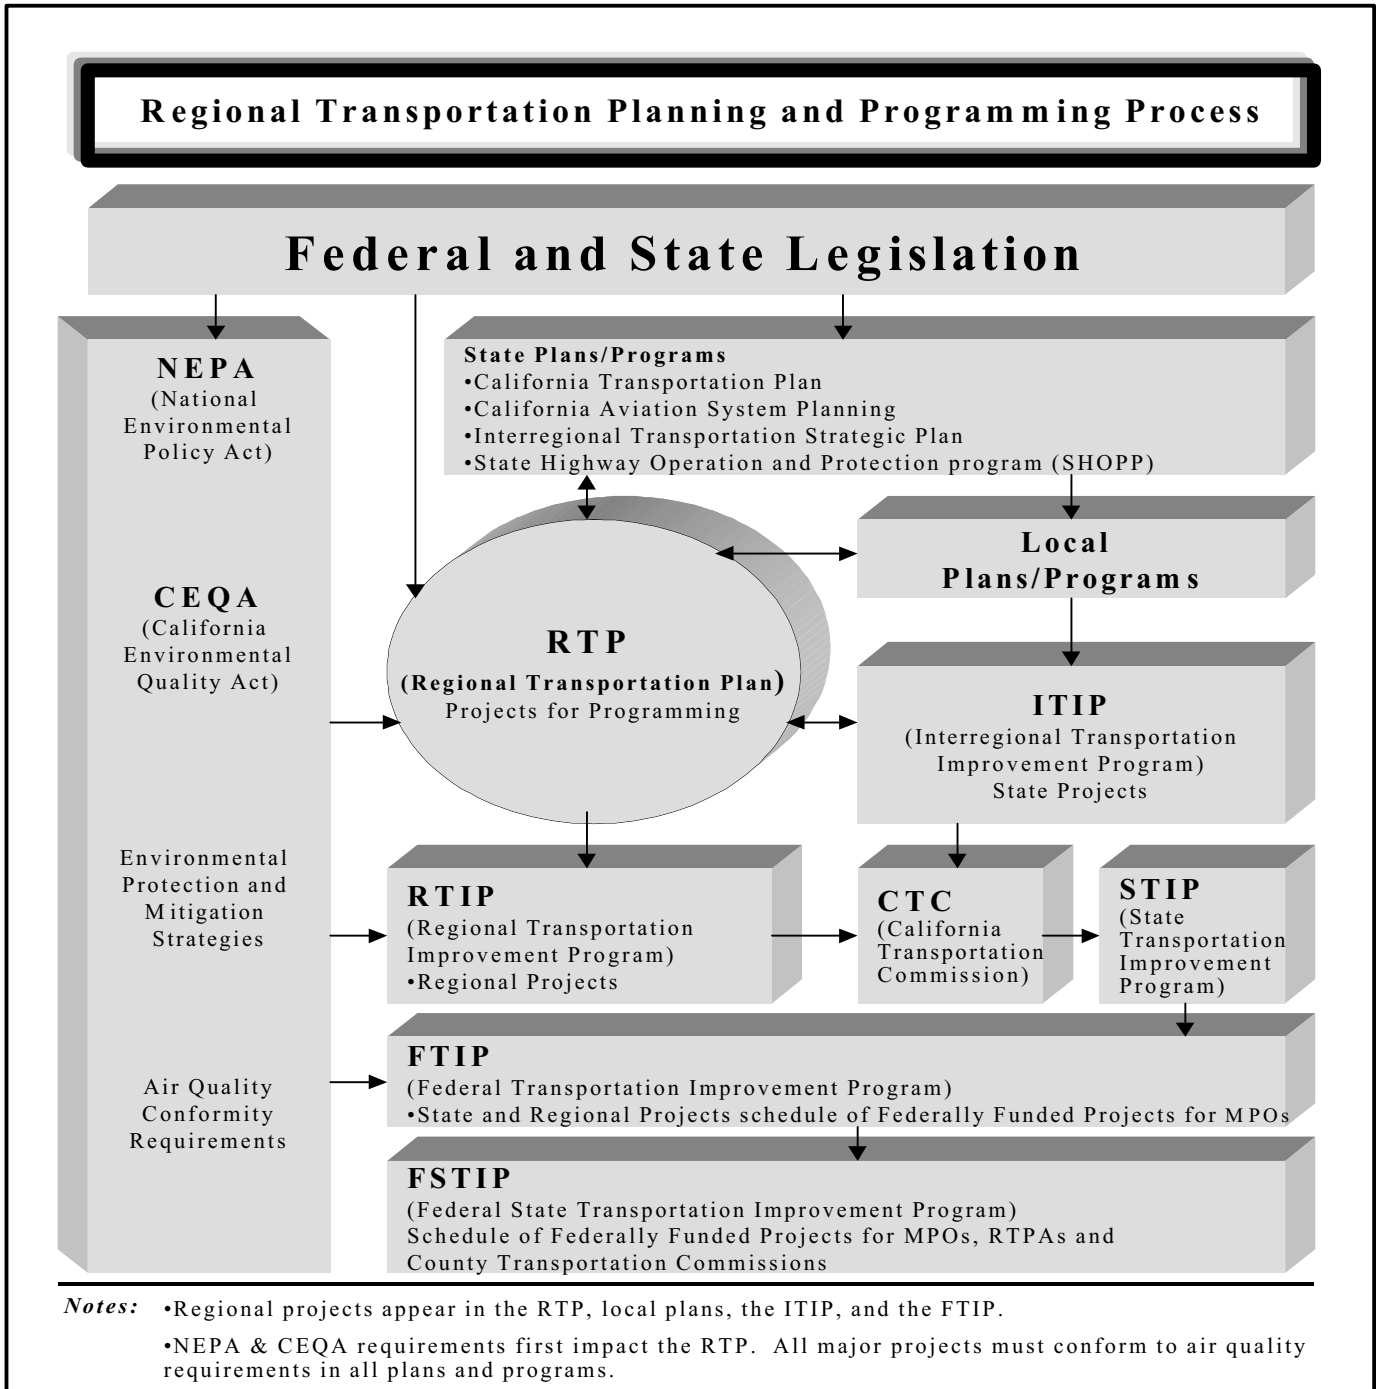 Regional Transportation Planning and Programming Process
Federal and State Legislation
NEPA
(National
Environmental
Policy Act)
CEQA
(California
Environmental
Quality Act)
Environmental
Protection and
Mitigation
Strategies
Air Quality
Conformity
Requirements
State Plans/Programs
•California Transportation Plan
•California Aviation System Planning
•Interregional Transportation Strategic Plan
•State Highway Operation and Protection program (SHOPP)
Local
Plans/Programs
RTP
(Regional Transportation Plan)
Projects for Programming
ITIP
(Interregional Transportation
Improvement Program)
State Projects
RTIP
(Regional Transportation
Improvement Program)
•Regional Projects
CTC
(California
Transportation
Commission)
STIP
(State
Transportation
Improvement
Program)
FTIP
(Federal Transportation Improvement Program)
•State and Regional Projects schedule of Federally Funded Projects for MPOs
FSTIP
(Federal State Transportation Improvement Program)
Schedule of Federally Funded Projects for MPOs, RTPAs and
County Transportation Commissions
Notes: •Regional projects appear in the RTP, local plans, the ITIP, and the FTIP.
•NEPA & CEQA requirements first impact the RTP. All major projects must conform to air quality
requirements in all plans and programs.